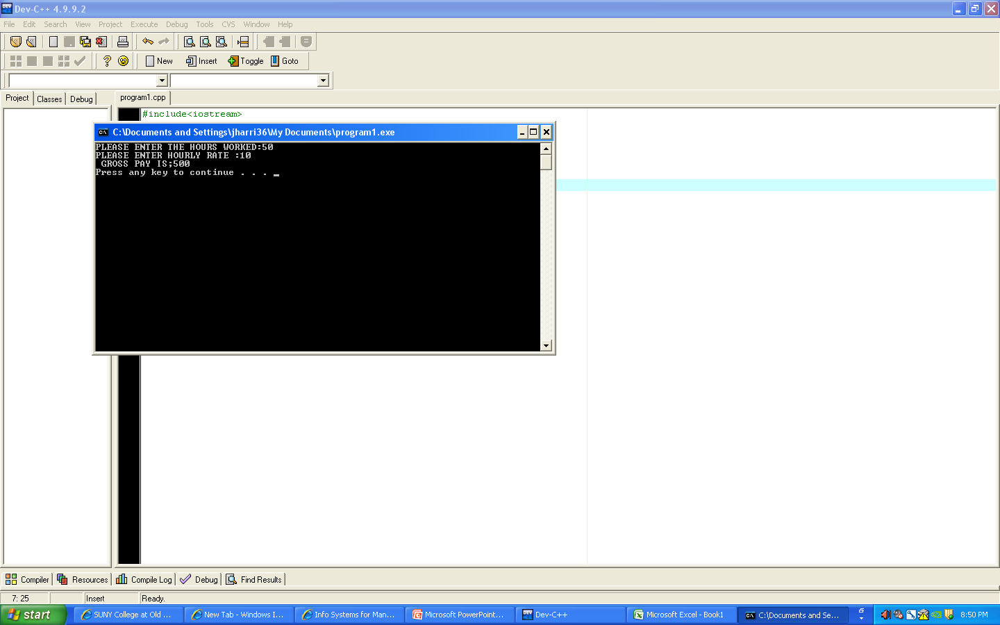 Dev-C++ 4.9.9.2
File Edit Search View Project Execute Debug Tools CVS Window Help
New Insert Toggle Goto
Project Classes Debug program1.cpp
#include<iostream>
C:\Documents and Settings\jharri36\My Documents\program1.exe
PLEASE ENTER THE HOURS WORKED:50
PLEASE ENTER HOURLY RATE :10
GROSS PAY IS;500
Press any key to continue . . . _
Compiler Resources Compile Log Debug Find Results
7: 25 Insert Ready.
start SUNY College at Old ... New Tab - Windows I... Info Systems for Man... Microsoft PowerPoint... Dev-C++ Microsoft Excel - Book1 C:\Documents and Se... 5 8:50 PM